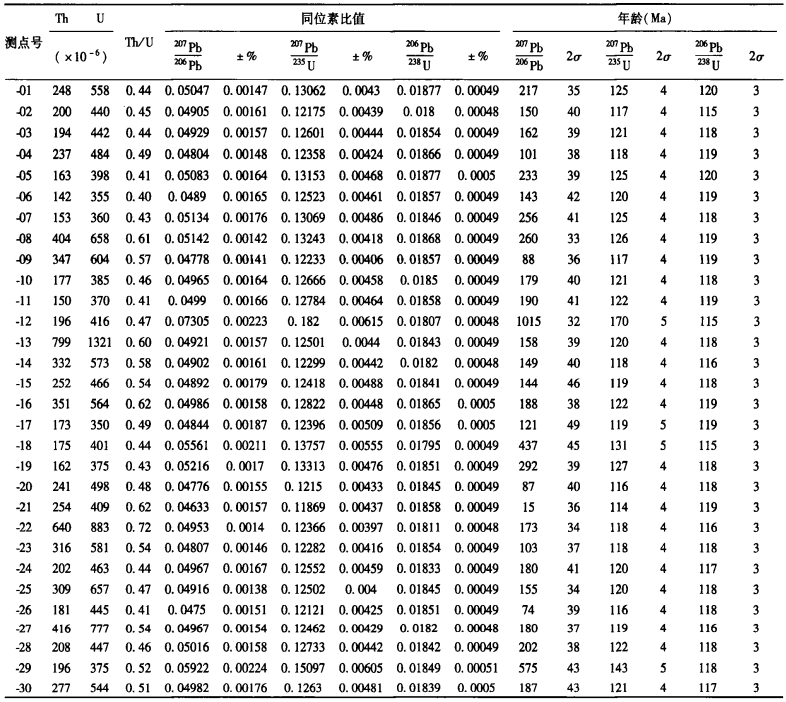 Th U 同位素比值 年龄(Ma)
测点号 (×10⁻⁶) Th/U ²⁰⁷Pb/²⁰⁶Pb ±% ²⁰⁷Pb/²³⁵U ±% ²⁰⁶Pb/²³⁸U ±% ²⁰⁷Pb/²⁰⁶Pb 2σ ²⁰⁷Pb/²³⁵U 2σ ²⁰⁶Pb/²³⁸U 2σ
-01 248 558 0.44 0.05047 0.00147 0.13062 0.0043 0.01877 0.00049 217 35 125 4 120 3
-02 200 440 0.45 0.04905 0.00161 0.12175 0.00439 0.018 0.00048 150 40 117 4 115 3
-03 194 442 0.44 0.04929 0.00157 0.12601 0.00444 0.01854 0.00049 162 39 121 4 118 3
-04 237 484 0.49 0.04804 0.00148 0.12358 0.00424 0.01866 0.00049 101 38 118 4 119 3
-05 163 398 0.41 0.05083 0.00164 0.13153 0.00468 0.01877 0.0005 233 39 125 4 120 3
-06 142 355 0.40 0.0489 0.00165 0.12523 0.00461 0.01857 0.00049 143 42 120 4 119 3
-07 153 360 0.43 0.05134 0.00176 0.13069 0.00486 0.01846 0.00049 256 41 125 4 118 3
-08 404 658 0.61 0.05142 0.00142 0.13243 0.00418 0.01868 0.00049 260 33 126 4 119 3
-09 347 604 0.57 0.04778 0.00141 0.12233 0.00406 0.01857 0.00049 88 36 117 4 119 3
-10 177 385 0.46 0.04965 0.00164 0.12666 0.00458 0.0185 0.00049 179 40 121 4 118 3
-11 150 370 0.41 0.0499 0.00166 0.12784 0.00464 0.01858 0.00049 190 41 122 4 119 3
-12 196 416 0.47 0.07305 0.00223 0.182 0.00615 0.01807 0.00048 1015 32 170 5 115 3
-13 799 1321 0.60 0.04921 0.00157 0.12501 0.0044 0.01843 0.00049 158 39 120 4 118 3
-14 332 573 0.58 0.04902 0.00161 0.12299 0.00442 0.0182 0.00048 149 40 118 4 116 3
-15 252 466 0.54 0.04892 0.00179 0.12418 0.00488 0.01841 0.00049 144 46 119 4 118 3
-16 351 564 0.62 0.04986 0.00158 0.12822 0.00448 0.01865 0.0005 188 38 122 4 119 3
-17 173 350 0.49 0.04844 0.00187 0.12396 0.00509 0.01856 0.0005 121 49 119 5 119 3
-18 175 401 0.44 0.05561 0.00211 0.13757 0.00555 0.01795 0.00049 437 45 131 5 115 3
-19 162 375 0.43 0.05216 0.0017 0.13313 0.00476 0.01851 0.00049 292 39 127 4 118 3
-20 241 498 0.48 0.04776 0.00155 0.1215 0.00433 0.01845 0.00049 87 40 116 4 118 3
-21 254 409 0.62 0.04633 0.00157 0.11869 0.00437 0.01858 0.00049 15 36 114 4 119 3
-22 640 883 0.72 0.04953 0.0014 0.12366 0.00397 0.01811 0.00048 173 34 118 4 116 3
-23 316 581 0.54 0.04807 0.00146 0.12282 0.00416 0.01854 0.00049 103 37 118 4 118 3
-24 202 463 0.44 0.04967 0.00167 0.12552 0.00459 0.01833 0.00049 180 41 120 4 117 3
-25 309 657 0.47 0.04916 0.00138 0.12502 0.004 0.01845 0.00049 155 34 120 4 118 3
-26 181 445 0.41 0.0475 0.00151 0.12121 0.00425 0.01851 0.00049 74 39 116 4 118 3
-27 416 777 0.54 0.04967 0.00154 0.12462 0.00429 0.0182 0.00048 180 37 119 4 116 3
-28 208 447 0.46 0.05016 0.00158 0.12733 0.00442 0.01842 0.00049 202 38 122 4 118 3
-29 196 375 0.52 0.05922 0.00224 0.15097 0.00605 0.01849 0.00051 575 43 143 5 118 3
-30 277 544 0.51 0.04982 0.00176 0.1263 0.00481 0.01839 0.0005 187 43 121 4 117 3